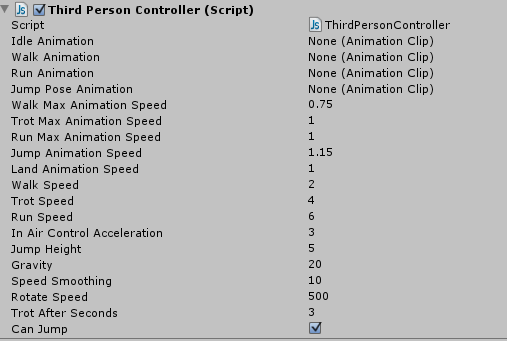 Third Person Controller (Script)
Script ThirdPersonController
Idle Animation None (Animation Clip)
Walk Animation None (Animation Clip)
Run Animation None (Animation Clip)
Jump Pose Animation None (Animation Clip)
Walk Max Animation Speed 0.75
Trot Max Animation Speed 1
Run Max Animation Speed 1
Jump Animation Speed 1.15
Land Animation Speed 1
Walk Speed 2
Trot Speed 4
Run Speed 6
In Air Control Acceleration 3
Jump Height 5
Gravity 20
Speed Smoothing 10
Rotate Speed 500
Trot After Seconds 3
Can Jump